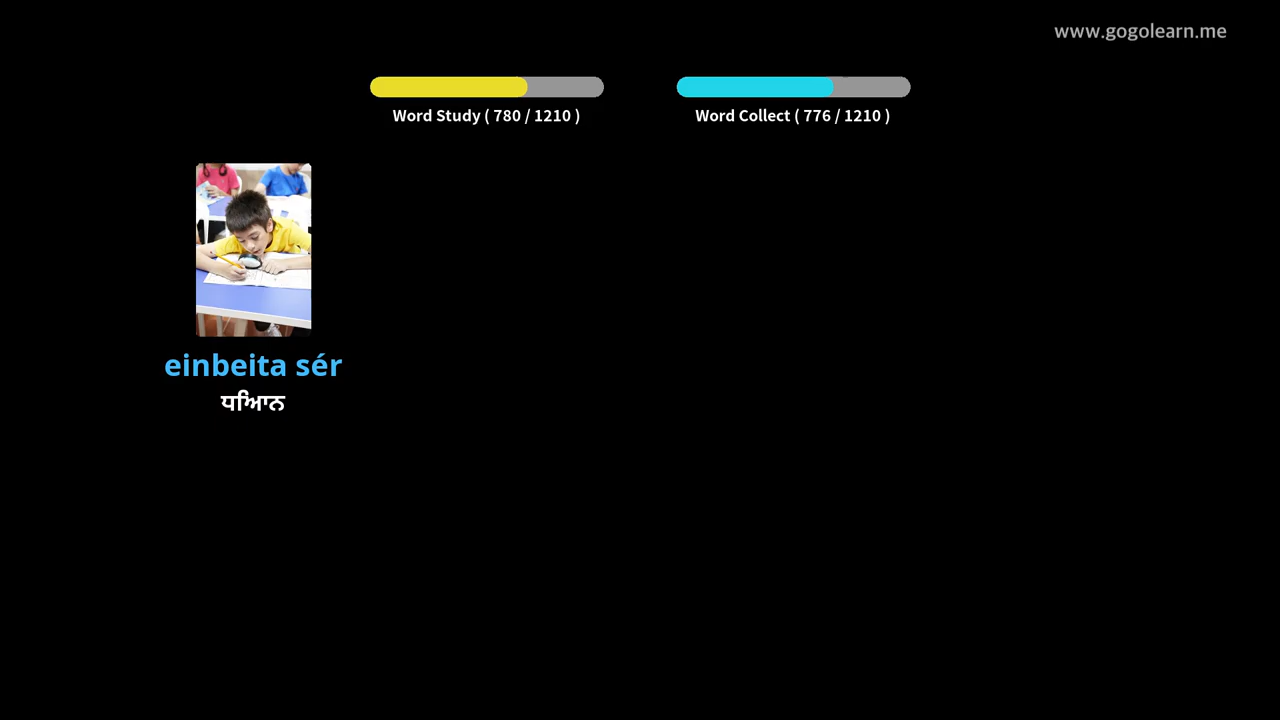 www.gogolearn.me
Word Study ( 780 / 1210 )
Word Collect ( 776 / 1210 )
einbeita sér
ਧਿਆਨ